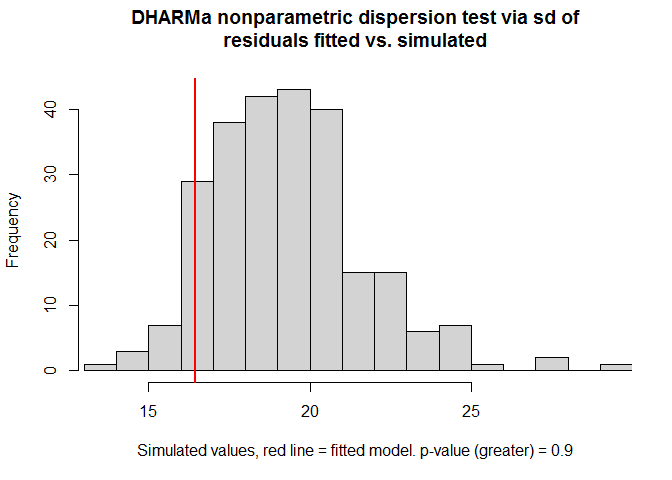 DHARMa nonparametric dispersion test via sd of
residuals fitted vs. simulated
Frequency
40
30
20
10
0
15 20 25
Simulated values, red line = fitted model. p-value (greater) = 0.9